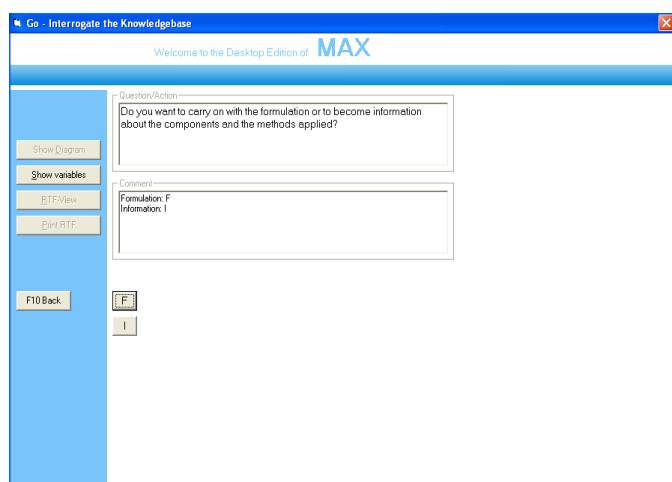 Go - Interrogate the Knowledgebase
Welcome to the Desktop Edition of MAX
Question/Action
Do you want to carry on with the formulation or to become information
about the components and the methods applied?
Show Diagram
Show variables
RTF-View
Print RTF
Comment
Formulation: F
Information: I
F10 Back
F
I